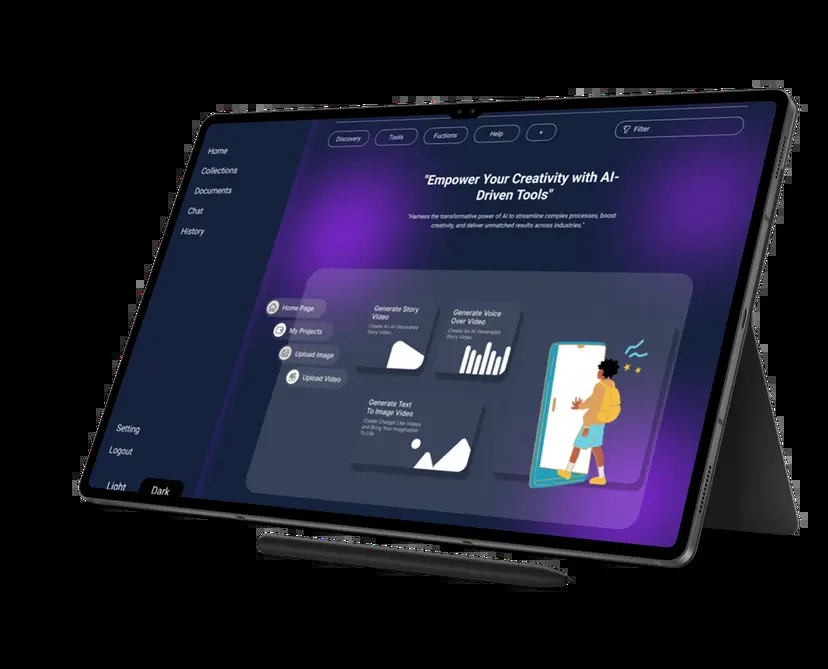 Discovery
Tools
Fuctions
Help
+
Filter
Home
Collections
Documents
Chat
History
"Empower Your Creativity with AI-
Driven Tools"
"Harness the transformative power of AI to streamline complex processes, boost
creativity, and deliver unmatched results across industries."
Home Page
My Projects
Upload Image
Upload Video
Generate Story
Video
Create An AI-Generated
Story Video
Generate Voice
Over Video
Create An AI-Generated
Story Video
Generate Text
To Image Video
Create Chatgpt Like Videos
and Bring Your Imagination
To Life
Setting
Logout
Light
Dark